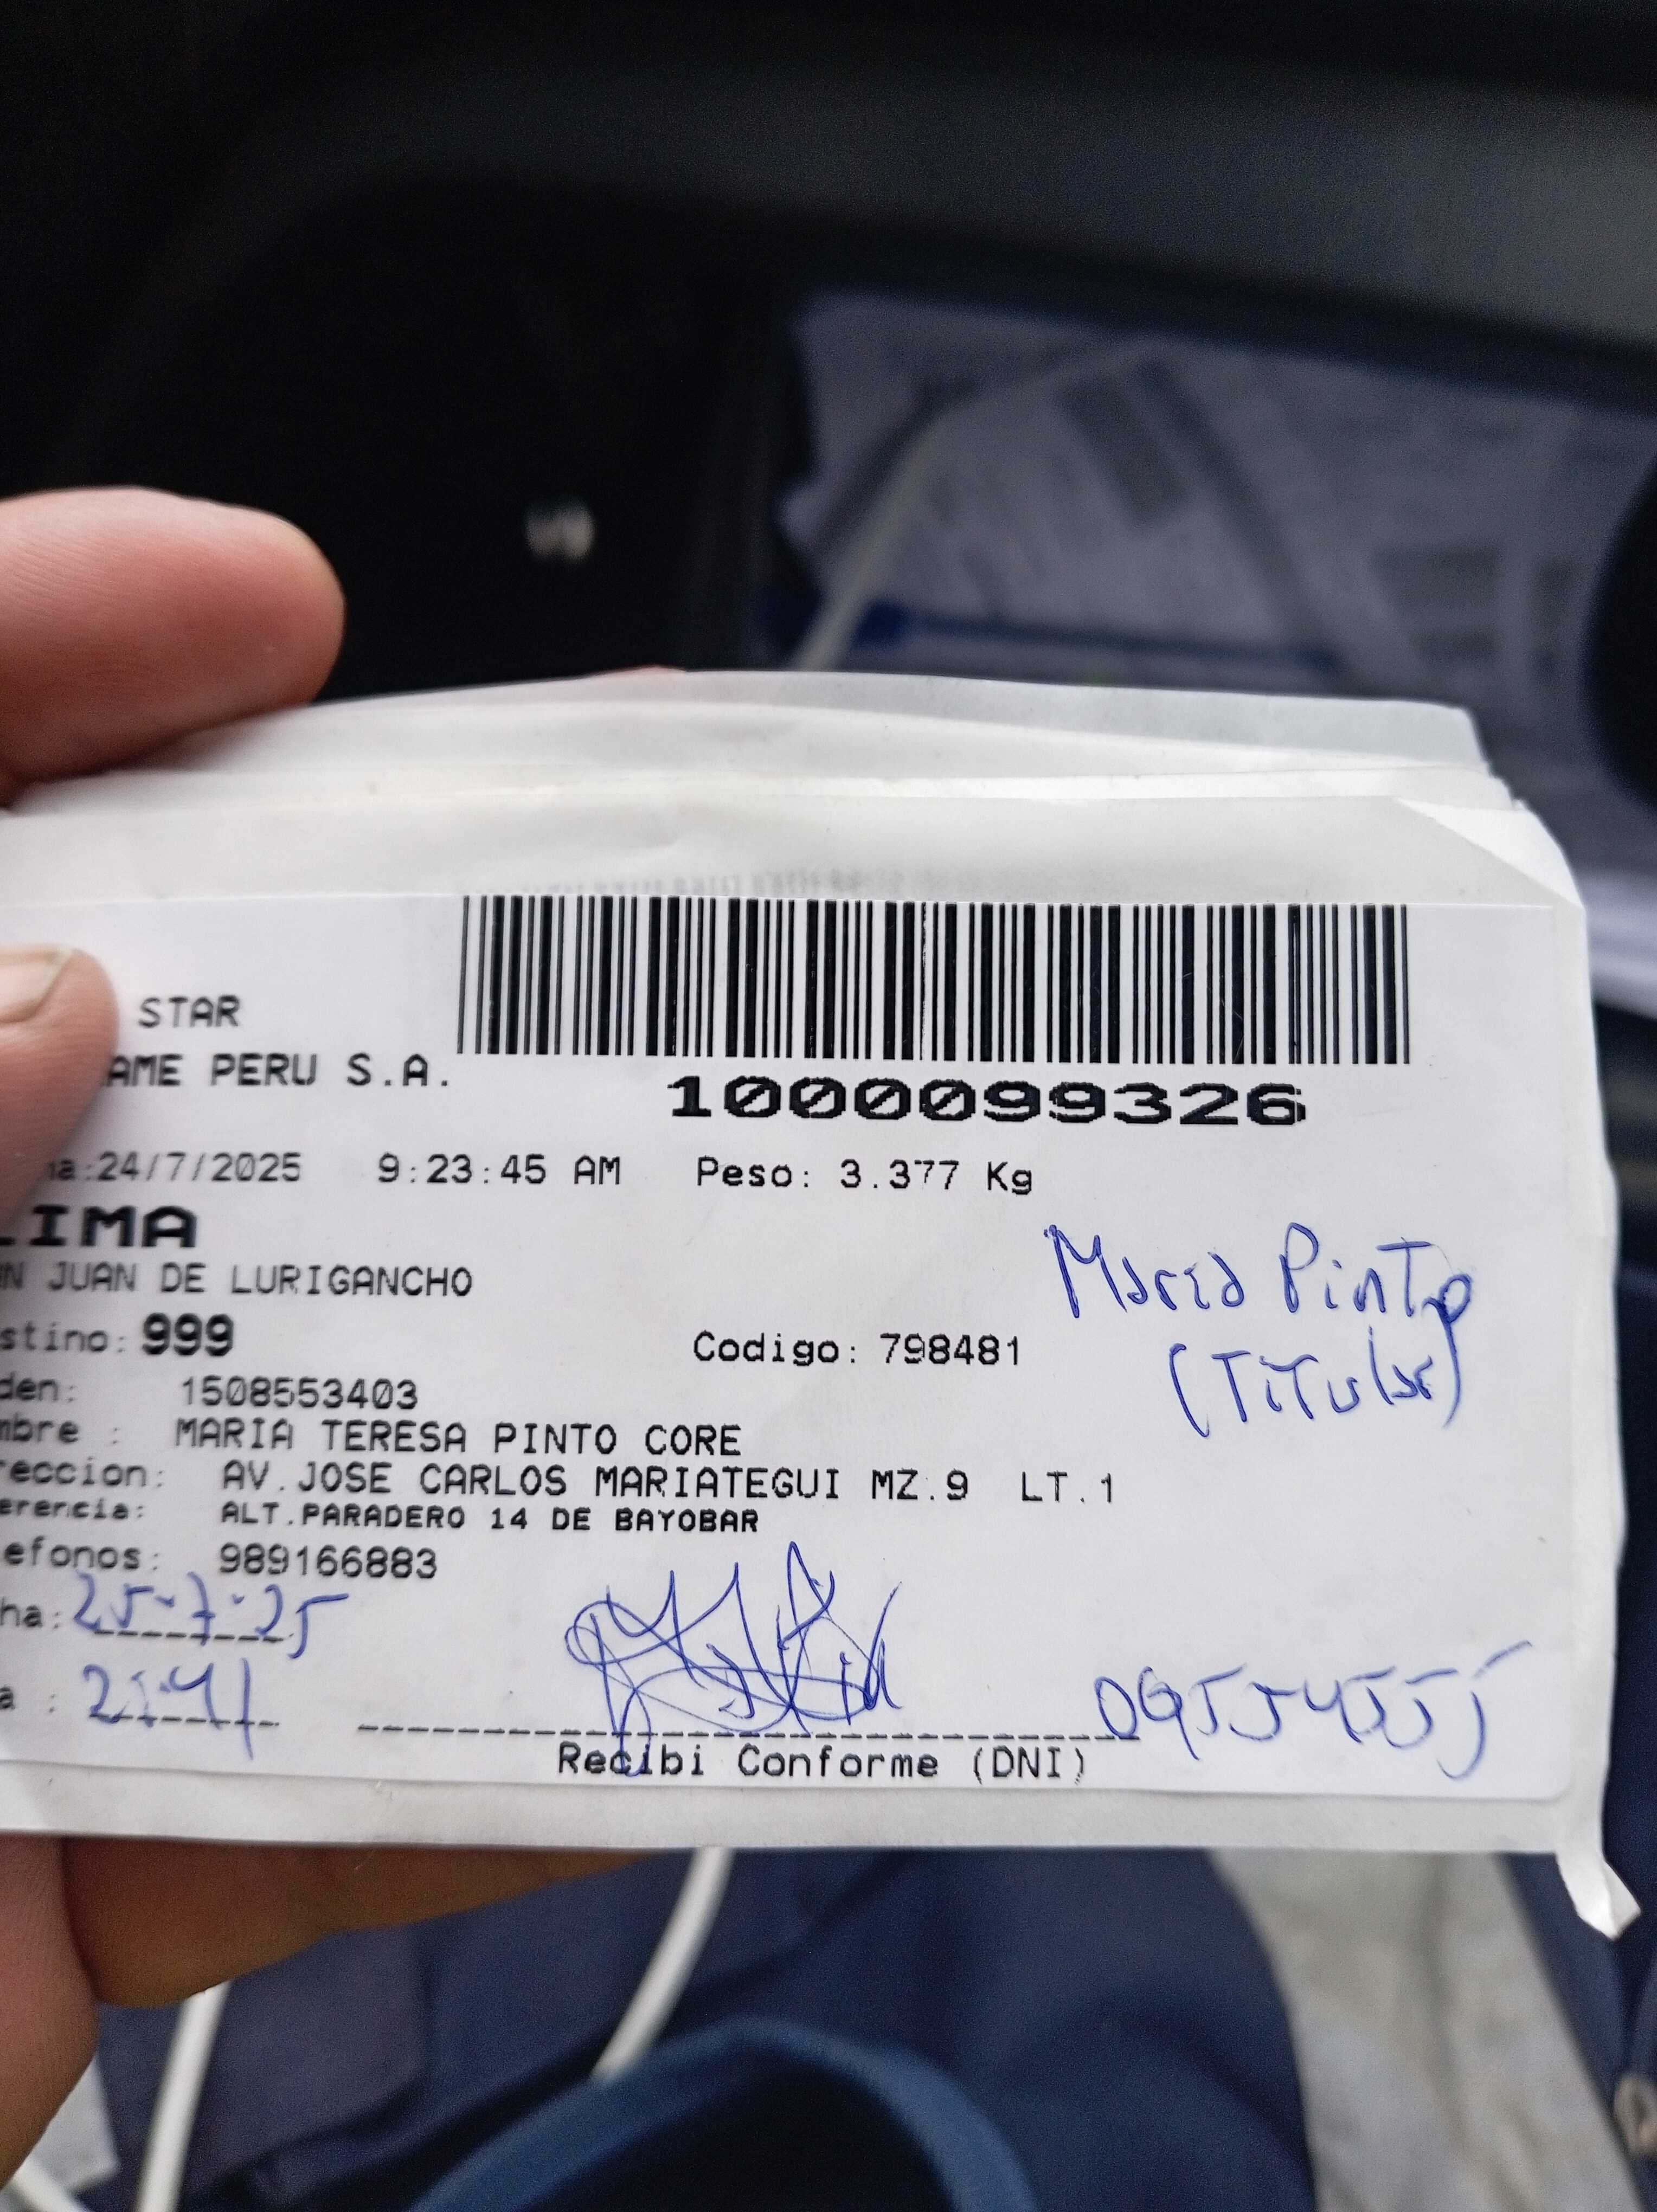 STAR
AME PERU S.A.
1000099326
a:24/7/2025 9:23:45 AM Peso: 3.377 Kg
LIMA
N JUAN DE LURIGANCHO
stino: 999 Codigo: 798481
den: 1508553403
mbre : MARIA TERESA PINTO CORE
reccion: AV.JOSE CARLOS MARIATEGUI MZ.9 LT.1
erencia: ALT.PARADERO 14 DE BAYOBAR
efonos: 989166883
Maria Pinto
(Titular)
ha: 25-7-25
a :
09554555
Recibi Conforme (DNI)